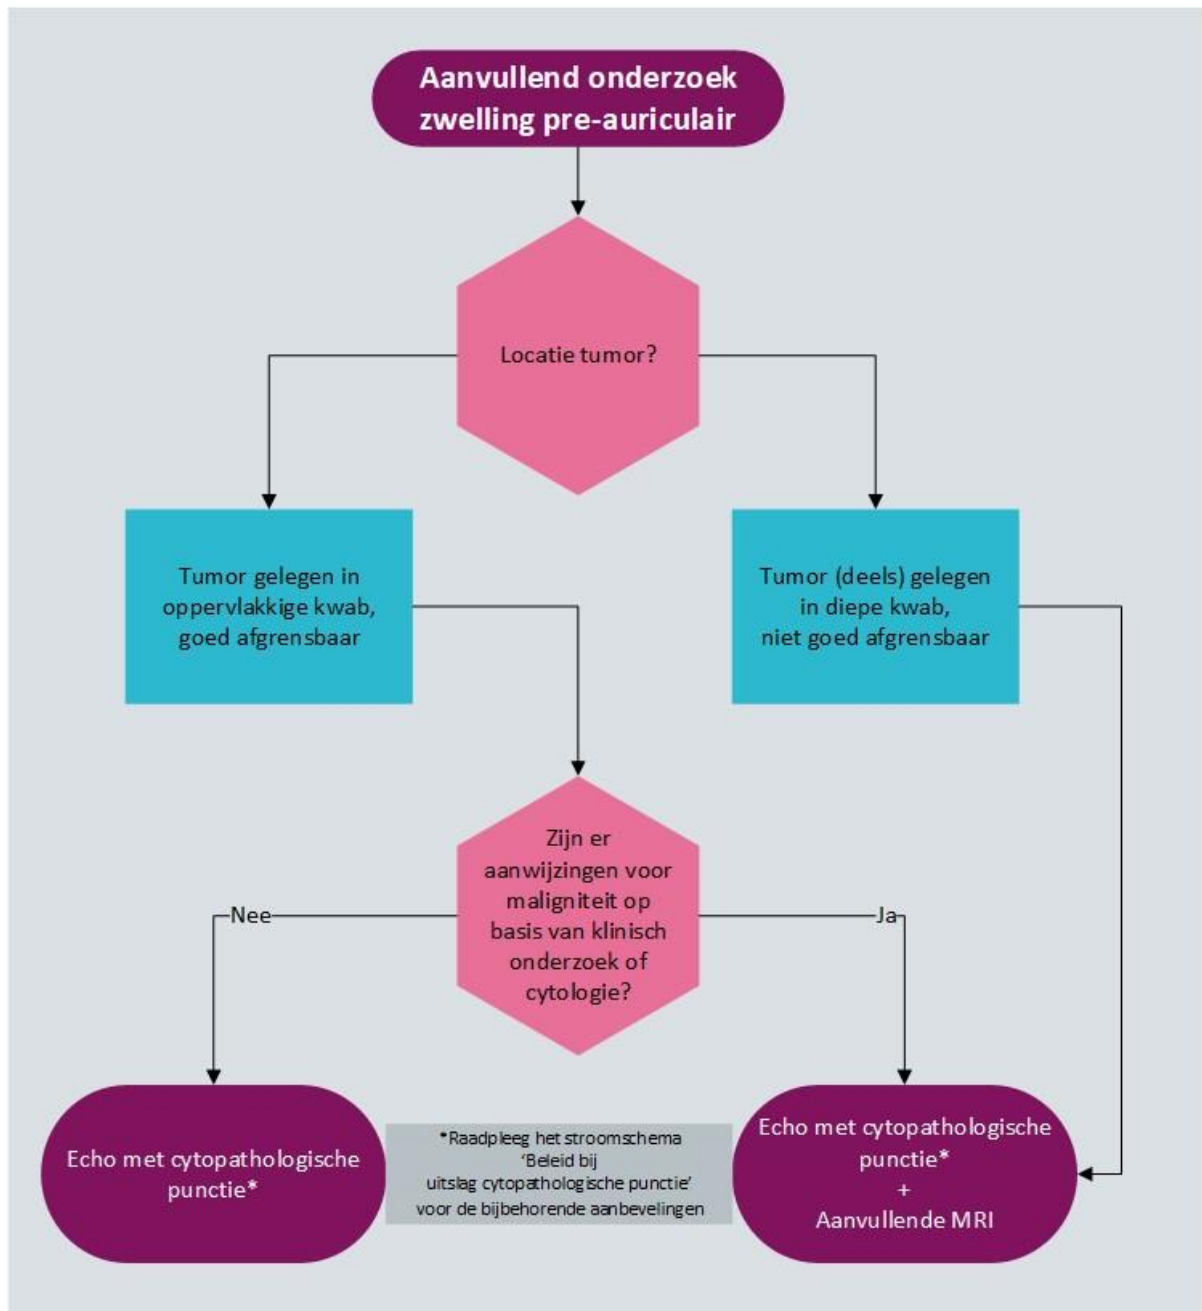 Aanvullend onderzoek
zwelling pre-auriculair
Locatie tumor?
Tumor gelegen in
oppervlakkige kwab,
goed afgrensbaar
Tumor (deels) gelegen
in diepe kwab,
niet goed afgrensbaar
Zijn er
aanwijzingen voor
maligniteit op
basis van klinisch
onderzoek of
cytologie?
Nee
Ja
Echo met cytopathologische
punctie*
*Raadpleeg het stroomschema
‘Beleid bij
uitslag cytopathologische punctie’
voor de bijbehorende aanbevelingen
Echo met cytopathologische
punctie*
+
Aanvullende MRI